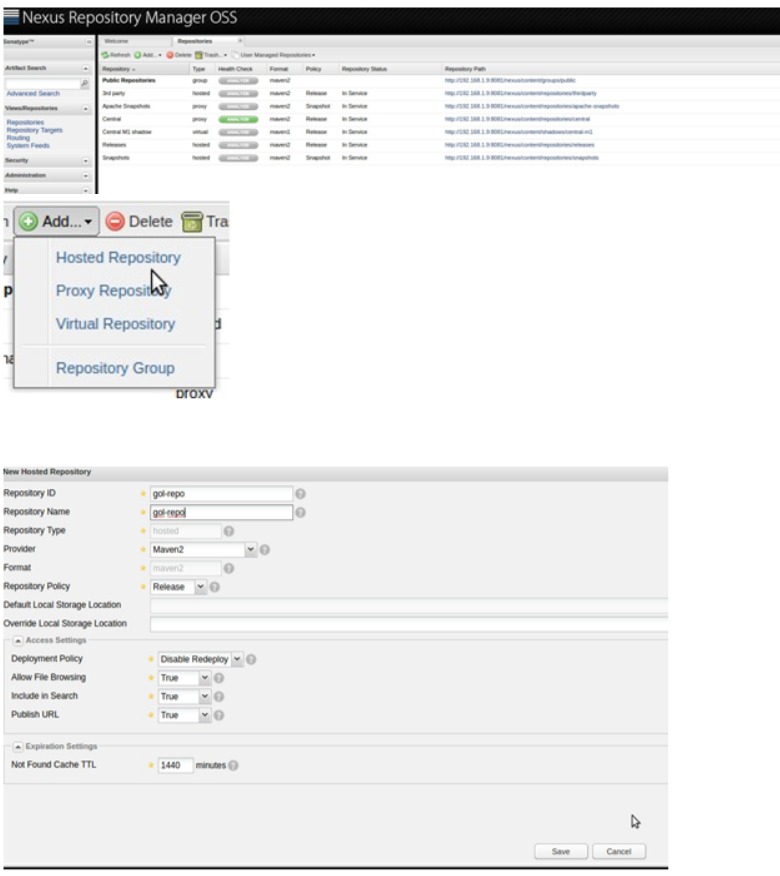 Nexus Repository Manager OSS
Sonatype™ Welcome Repositories
Refresh Add... Delete Trash... User Managed Repositories
Artifact Search Repository Type Health Check Format Policy Repository Status Repository Path
Public Repositories group ANALYZE maven2 http://192.168.1.9:8081/nexus/content/groups/public
3rd party hosted ANALYZE maven2 Release In Service http://192.168.1.9:8081/nexus/content/repositories/thirdparty
Advanced Search
Apache Snapshots proxy ANALYZE maven2 Snapshot In Service http://192.168.1.9:8081/nexus/content/repositories/apache-snapshots
Views/Repositories
Central proxy ANALYZE maven2 Release In Service http://192.168.1.9:8081/nexus/content/repositories/central
Repositories
Repository Targets
Central M1 shadow virtual ANALYZE maven1 Release In Service http://192.168.1.9:8081/nexus/content/shadows/central-m1
Routing
System Feeds
Releases hosted ANALYZE maven2 Release In Service http://192.168.1.9:8081/nexus/content/repositories/releases
Security
Snapshots hosted ANALYZE maven2 Snapshot In Service http://192.168.1.9:8081/nexus/content/repositories/snapshots
Administration
Help
Add... Delete Tra
Hosted Repository
Proxy Repository
Virtual Repository
Repository Group
proxy
New Hosted Repository
Repository ID gol-repo
Repository Name gol-repo
Repository Type hosted
Provider Maven2
Format maven2
Repository Policy Release
Default Local Storage Location
Override Local Storage Location
Access Settings
Deployment Policy Disable Redeploy
Allow File Browsing True
Include in Search True
Publish URL True
Expiration Settings
Not Found Cache TTL 1440 minutes
Save Cancel